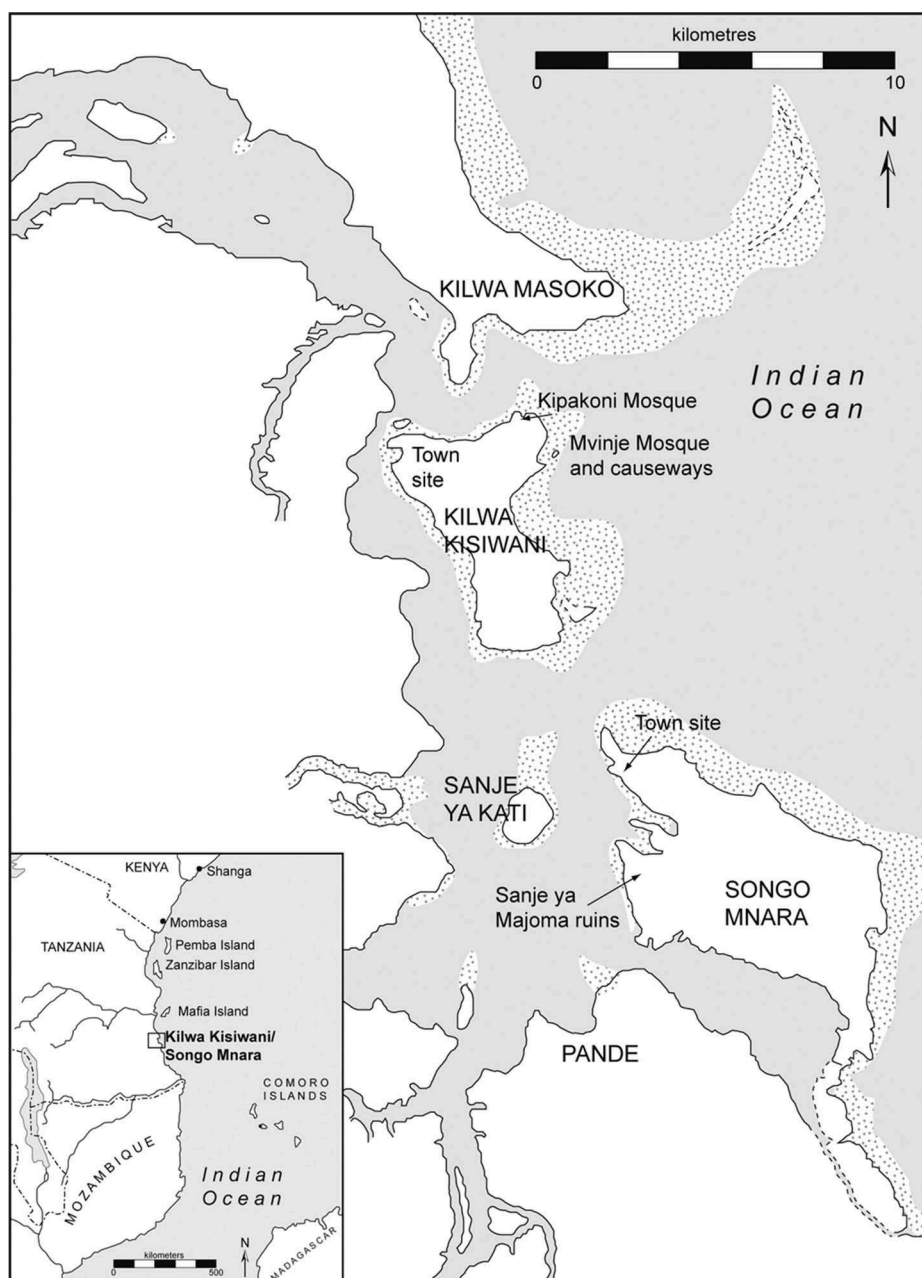 kilometres
0 10
N
KILWA MASOKO
Indian
Ocean
Kipakoni Mosque
Mvinje Mosque
and causeways
Town
site
KILWA
KISIWANI
Town site
SANJE
YA KATI
Sanje ya
Majoma ruins
SONGO
MNARA
PANDE
KENYA
Shanga
Mombasa
TANZANIA
Pemba Island
Zanzibar Island
Mafia Island
Kilwa Kisiwani/
Songo Mnara
COMORO
ISLANDS
MOZAMBIQUE
Indian
Ocean
MADAGASCAR
kilometers
0 500
N